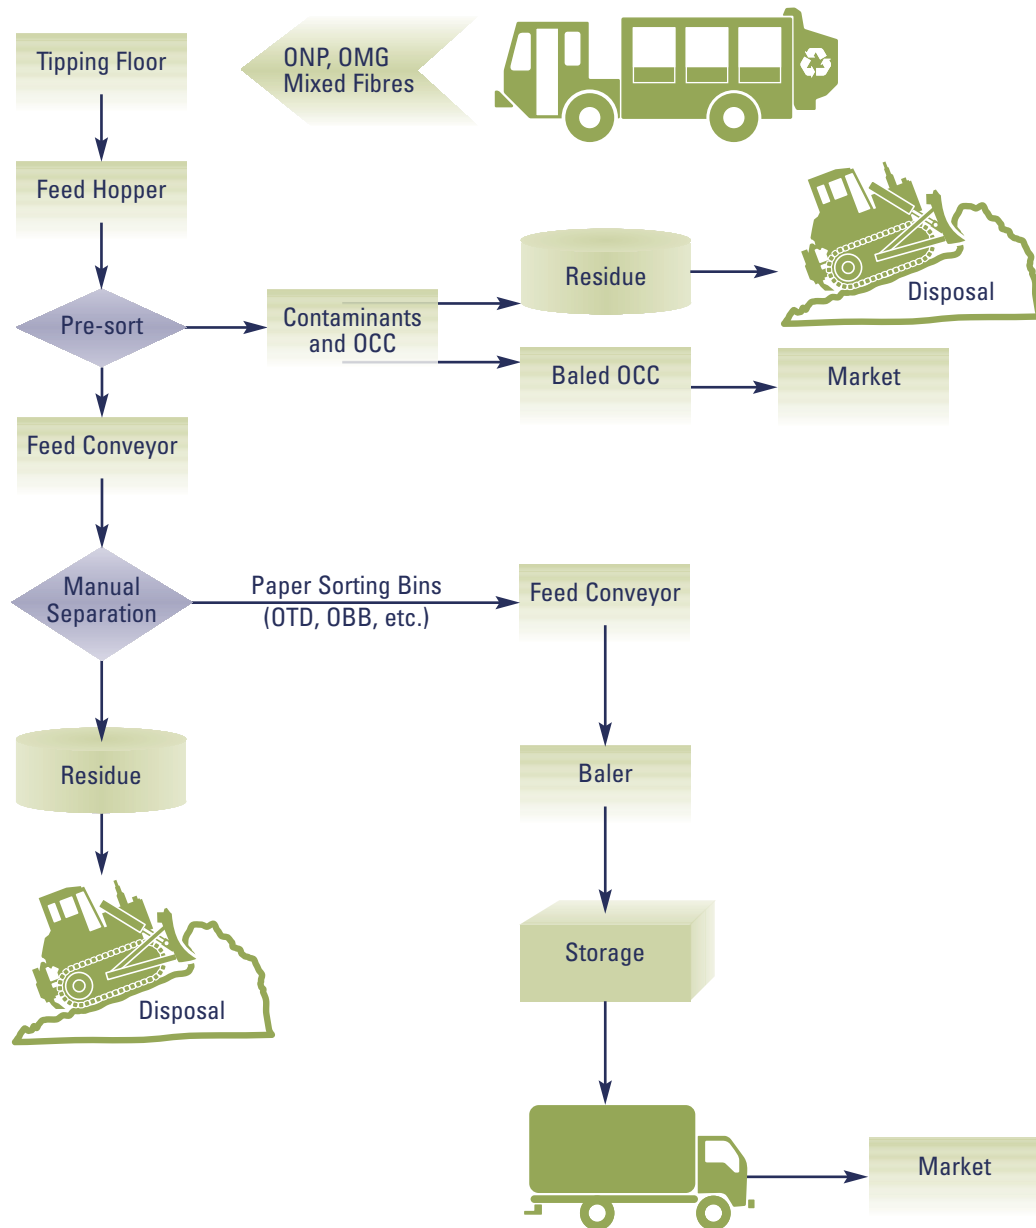 Tipping Floor
ONP, OMG
Mixed Fibres
Feed Hopper
Residue
Disposal
Pre-sort
Contaminants
and OCC
Baled OCC
Market
Feed Conveyor
Manual
Separation
Paper Sorting Bins
(OTD, OBB, etc.)
Feed Conveyor
Residue
Baler
Disposal
Storage
Market